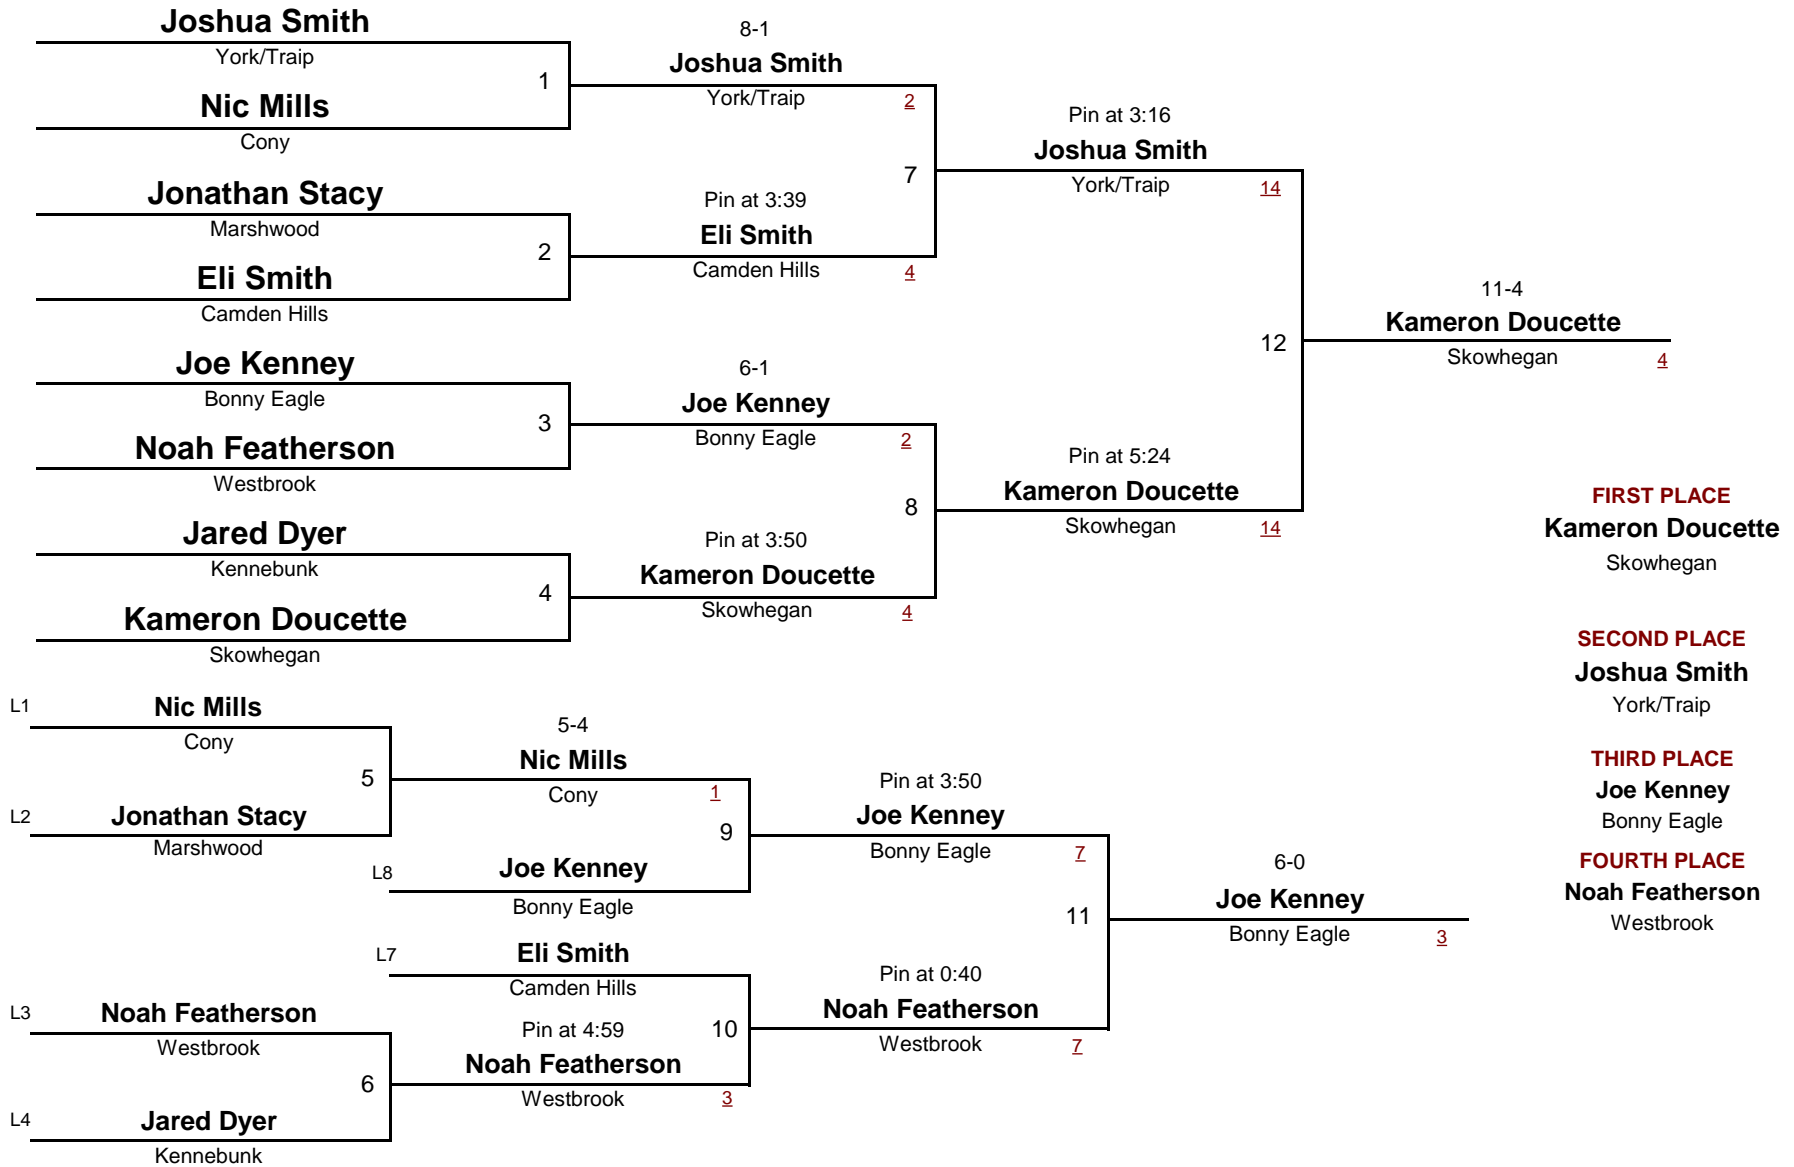 Joshua Smith
York/Traip
1
Nic Mills
Cony
Jonathan Stacy
Marshwood
2
Eli Smith
Camden Hills
Joe Kenney
Bonny Eagle
3
Noah Featherson
Westbrook
Jared Dyer
Kennebunk
4
Kameron Doucette
Skowhegan
8-1
Joshua Smith
York/Traip 2
7
Pin at 3:39
Eli Smith
Camden Hills 4
6-1
Joe Kenney
Bonny Eagle 2
8
Pin at 3:50
Kameron Doucette
Skowhegan 4
Pin at 3:16
Joshua Smith
York/Traip 14
12
Pin at 5:24
Kameron Doucette
Skowhegan 14
11-4
Kameron Doucette
Skowhegan 4
FIRST PLACE
Kameron Doucette
Skowhegan
SECOND PLACE
Joshua Smith
York/Traip
THIRD PLACE
Joe Kenney
Bonny Eagle
FOURTH PLACE
Noah Featherson
Westbrook
L1 Nic Mills
Cony
5
L2 Jonathan Stacy
Marshwood
L3 Noah Featherson
Westbrook
6
L4 Jared Dyer
Kennebunk
5-4
Nic Mills
Cony 1
9
L8 Joe Kenney
Bonny Eagle
L7 Eli Smith
Camden Hills
10
Pin at 4:59
Noah Featherson
Westbrook 3
Pin at 3:50
Joe Kenney
Bonny Eagle 7
11
Pin at 0:40
Noah Featherson
Westbrook 7
6-0
Joe Kenney
Bonny Eagle 3